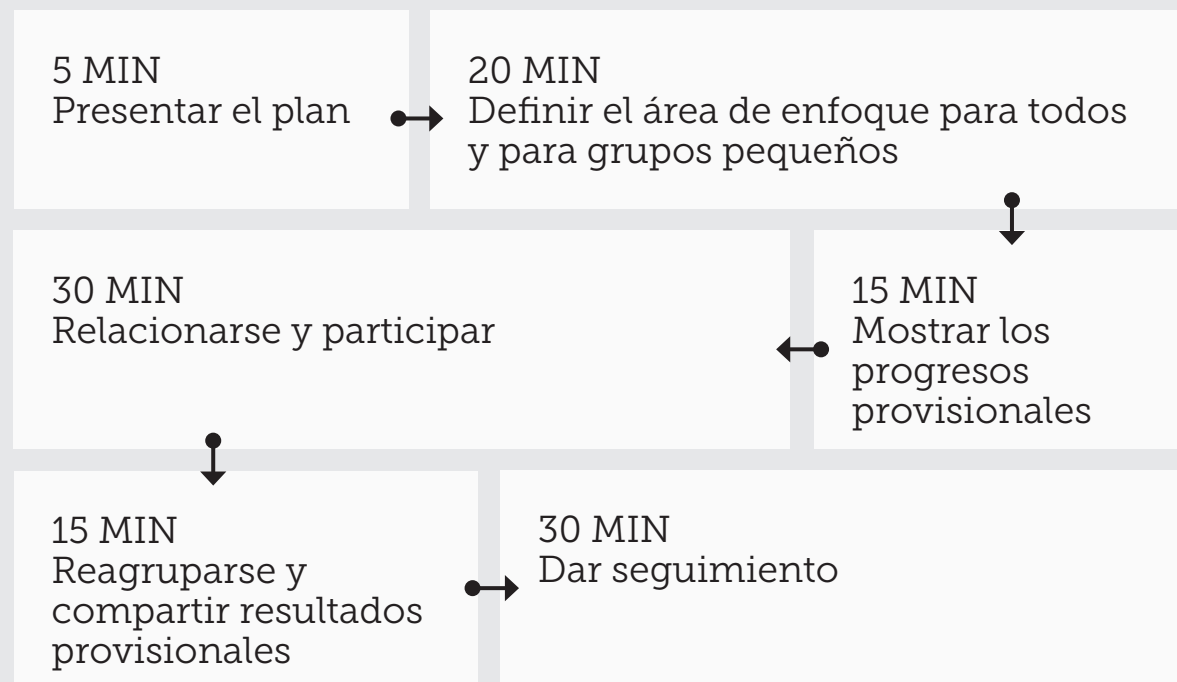 5 MIN
Presentar el plan
20 MIN
Definir el área de enfoque para todos
y para grupos pequeños
15 MIN
Mostrar los
progresos
provisionales
30 MIN
Relacionarse y participar
15 MIN
Reagruparse y
compartir resultados
provisionales
30 MIN
Dar seguimiento